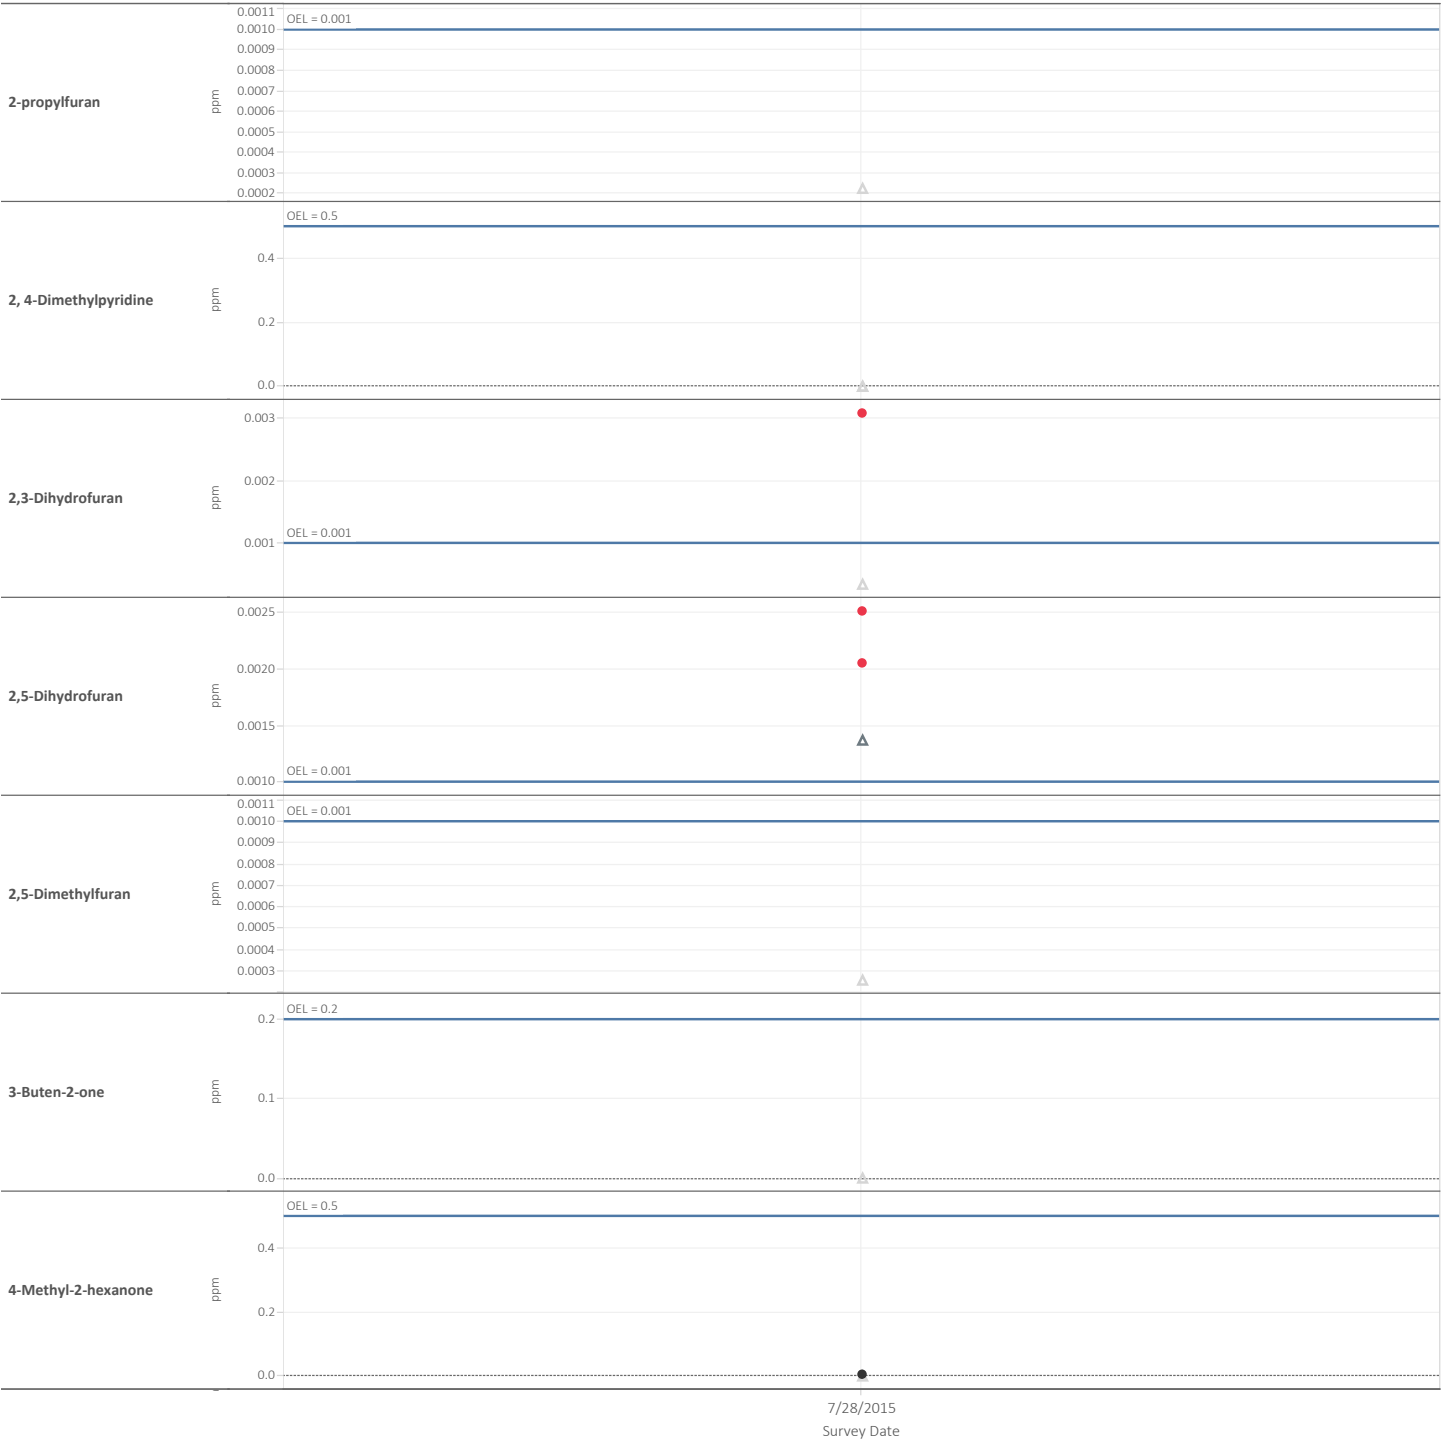 2-propylfuran
ppm
0.0011
0.0010
0.0009
0.0008
0.0007
0.0006
0.0005
0.0004
0.0003
0.0002
OEL = 0.001
2, 4-Dimethylpyridine
ppm
0.4
0.2
0.0
OEL = 0.5
2,3-Dihydrofuran
ppm
0.003
0.002
0.001
OEL = 0.001
2,5-Dihydrofuran
ppm
0.0025
0.0020
0.0015
0.0010
OEL = 0.001
2,5-Dimethylfuran
ppm
0.0011
0.0010
0.0009
0.0008
0.0007
0.0006
0.0005
0.0004
0.0003
OEL = 0.001
3-Buten-2-one
ppm
0.2
0.1
0.0
OEL = 0.2
4-Methyl-2-hexanone
ppm
0.4
0.2
0.0
OEL = 0.5
7/28/2015
Survey Date